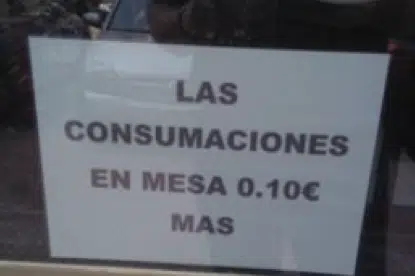 LAS
CONSUMACIONES
EN MESA 0.10€
MAS